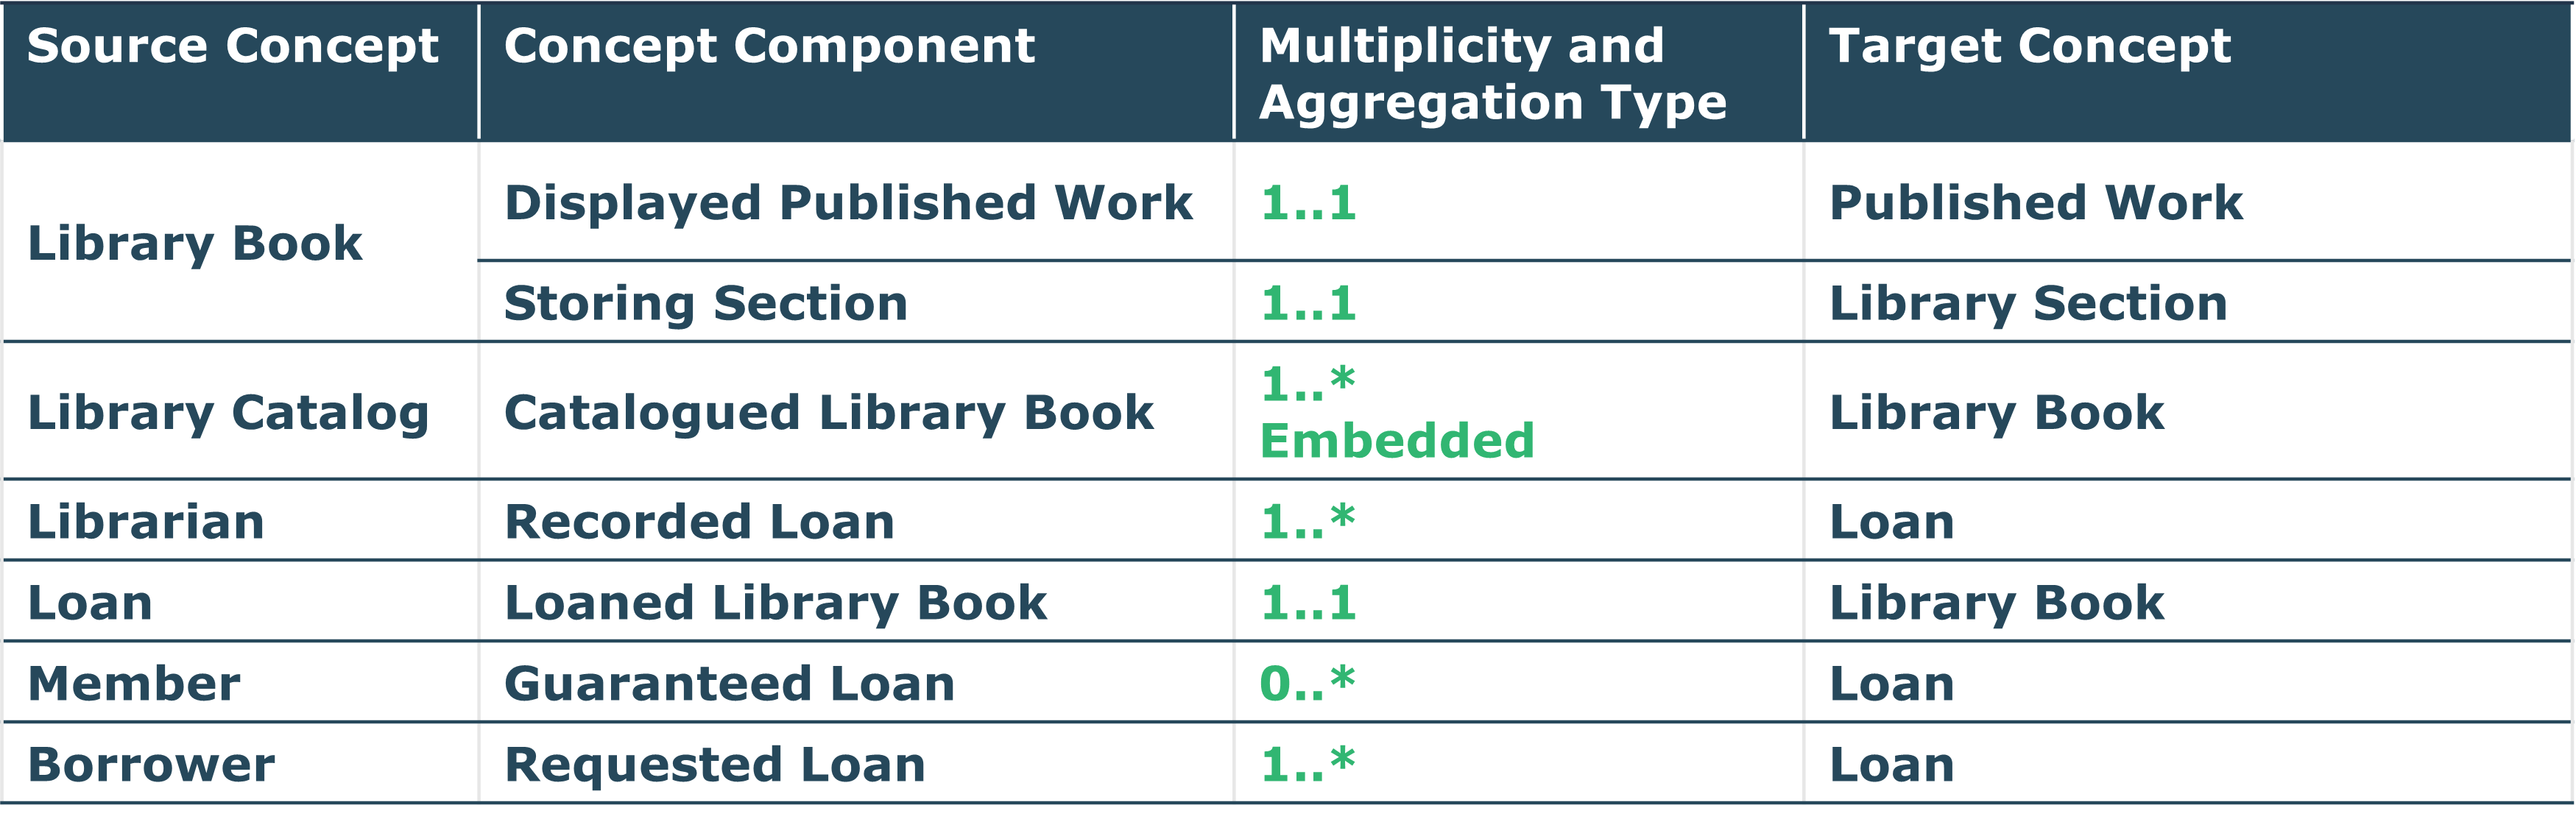 Source Concept
Concept Component
Multiplicity and
Aggregation Type
Target Concept
Library Book
Displayed Published Work
1..1
Published Work
Storing Section
1..1
Library Section
Library Catalog
Catalogued Library Book
1..*
Embedded
Library Book
Librarian
Recorded Loan
1..*
Loan
Loan
Loaned Library Book
1..1
Library Book
Member
Guaranteed Loan
0..*
Loan
Borrower
Requested Loan
1..*
Loan